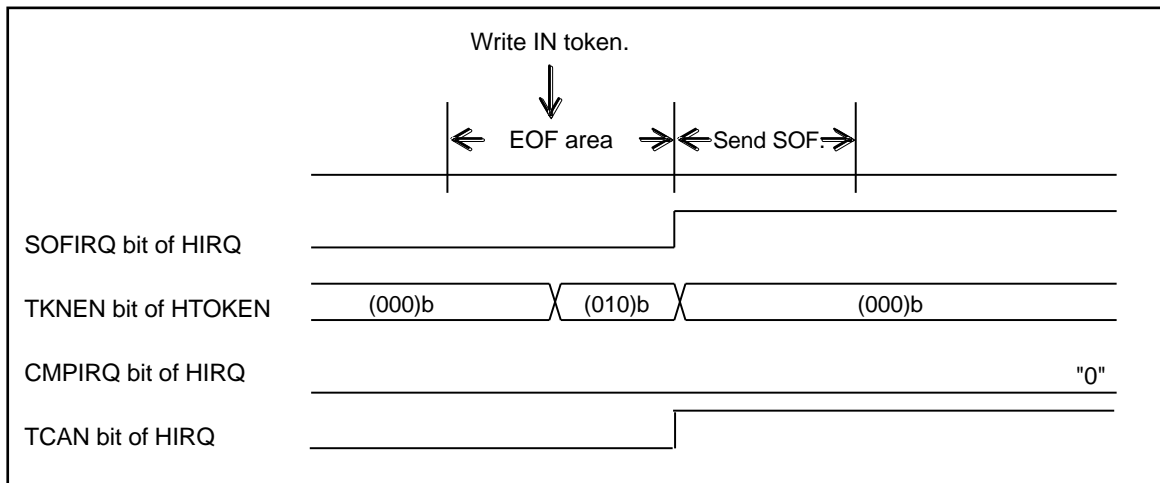 Write IN token.
EOF area Send SOF.
SOFIRQ bit of HIRQ
TKNEN bit of HTOKEN (000)b (010)b (000)b
CMPIRQ bit of HIRQ "0"
TCAN bit of HIRQ